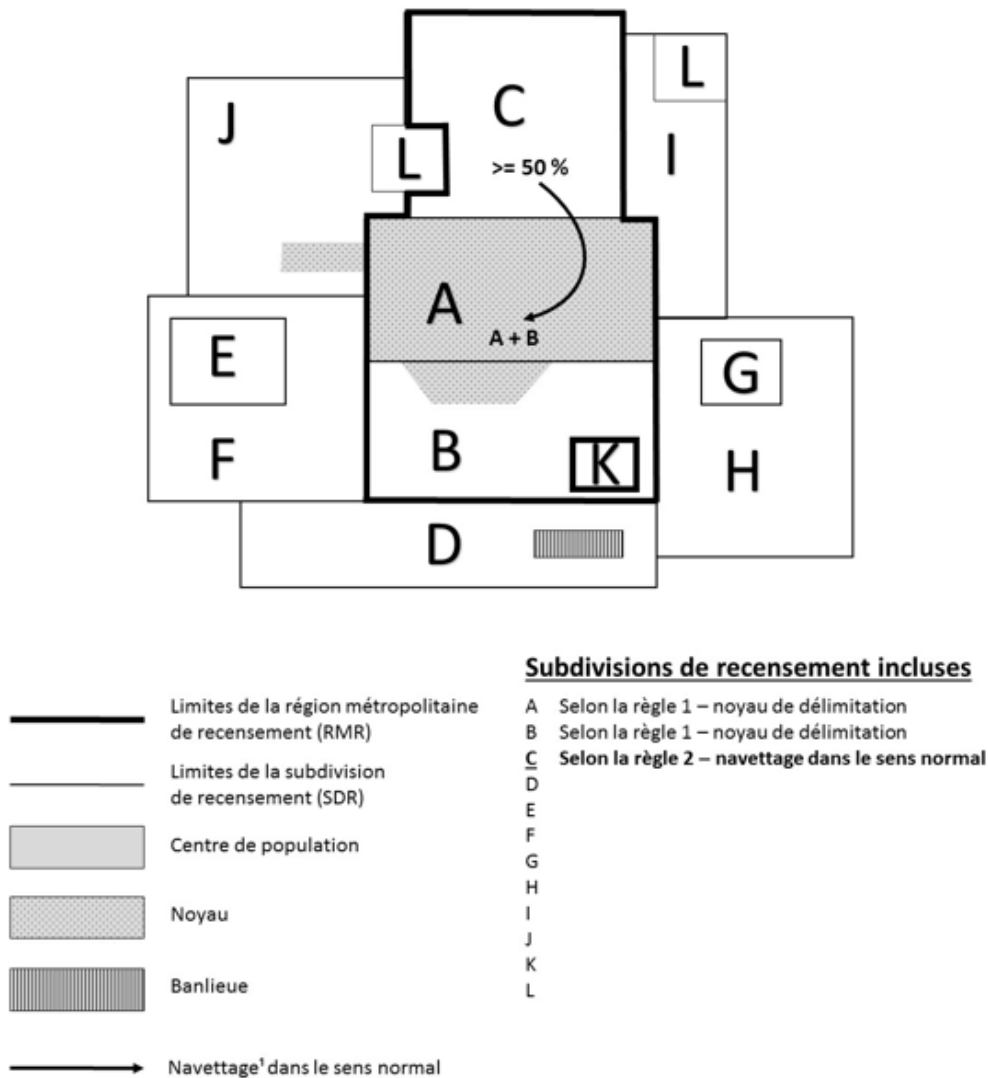 C
L
J
L
I
>= 50 %
A
A + B
E
G
B
K
F
H
D
Limites de la région métropolitaine
de recensement (RMR)
Limites de la subdivision
de recensement (SDR)
Centre de population
Noyau
Banlieue
Navettage¹ dans le sens normal
Subdivisions de recensement incluses
A Selon la règle 1 – noyau de délimitation
B Selon la règle 1 – noyau de délimitation
C Selon la règle 2 – navettage dans le sens normal
D
E
F
G
H
I
J
K
L